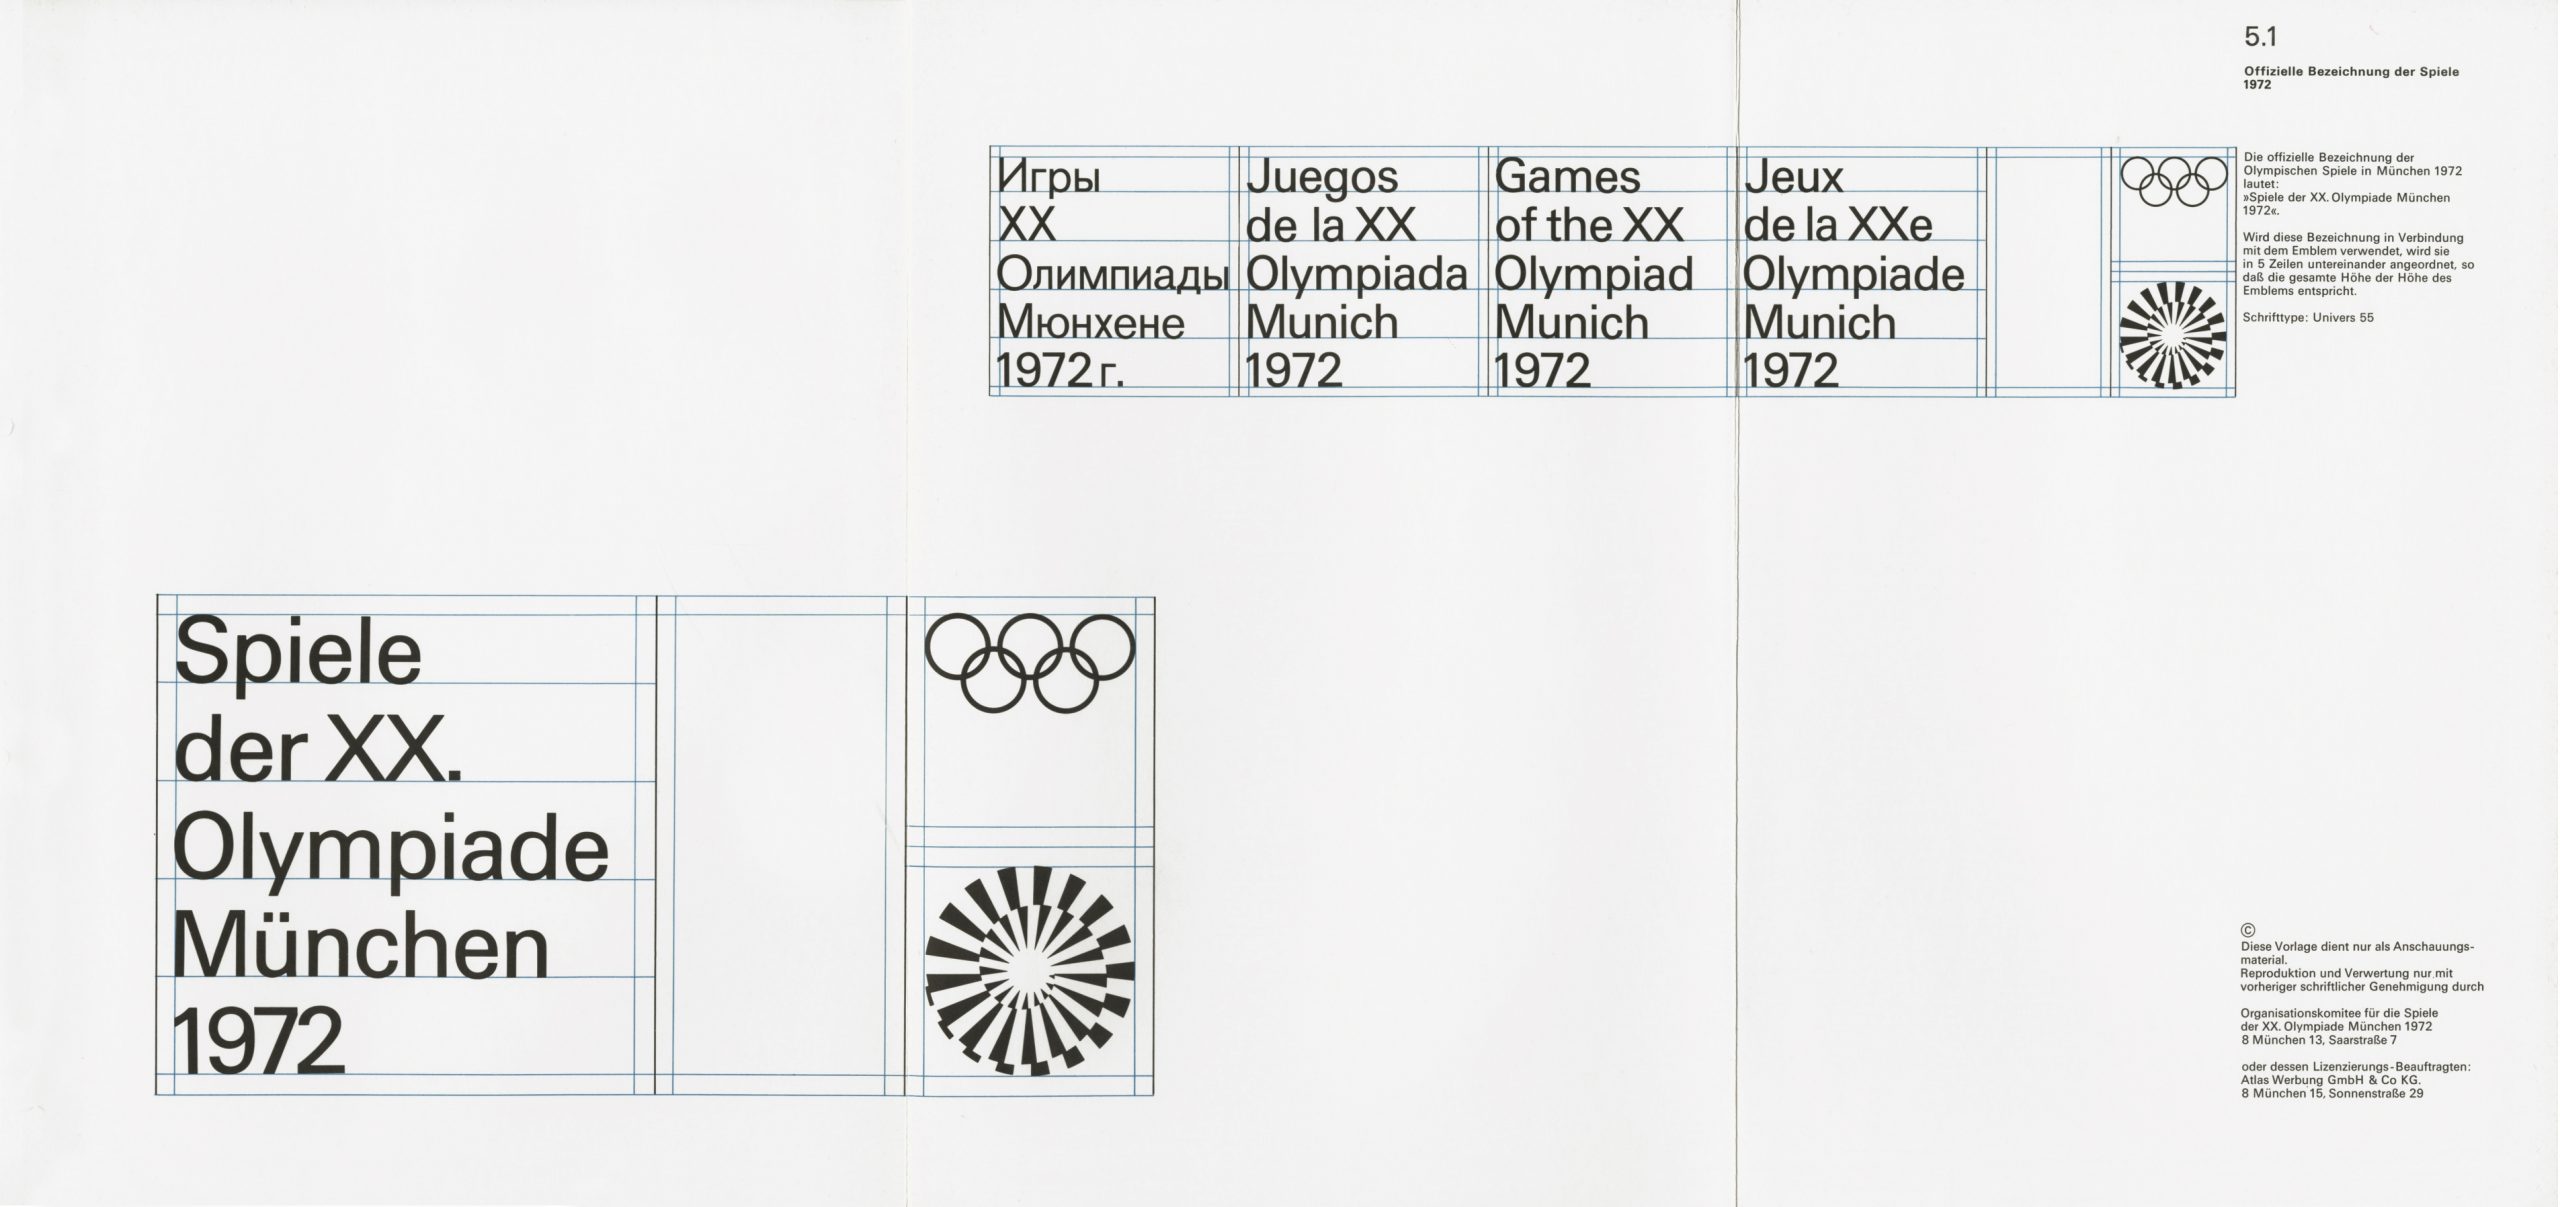 5.1
Offizielle Bezeichnung der Spiele
1972
Игры
XX
Олимпиады
Мюнхене
1972 г.
Juegos
de la XX
Olympiada
Munich
1972
Games
of the XX
Olympiad
Munich
1972
Jeux
de la XXe
Olympiade
Munich
1972
Die offizielle Bezeichnung der
Olympischen Spiele in München 1972
lautet:
»Spiele der XX. Olympiade München
1972«.
Wird diese Bezeichnung in Verbindung
mit dem Emblem verwendet, wird sie
in 5 Zeilen untereinander angeordnet, so
daß die gesamte Höhe der Höhe des
Emblems entspricht.
Schrifttype: Univers 55
Spiele
der XX.
Olympiade
München
1972
©
Diese Vorlage dient nur als Anschauungs-
material.
Reproduktion und Verwertung nur mit
vorheriger schriftlicher Genehmigung durch
Organisationskomitee für die Spiele
der XX. Olympiade München 1972
8 München 13, Saarstraße 7
oder dessen Lizenzierungs-Beauftragten:
Atlas Werbung GmbH & Co KG.
8 München 15, Sonnenstraße 29